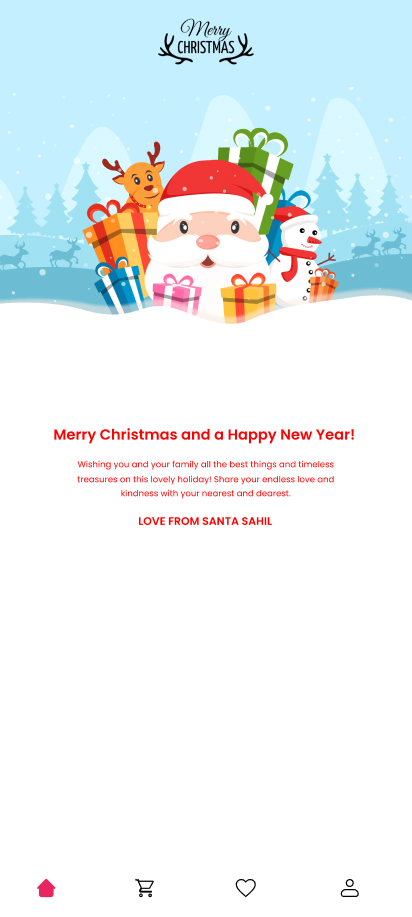 Merry
CHRISTMAS
Merry Christmas and a Happy New Year!
Wishing you and your family all the best things and timeless
treasures on this lovely holiday! Share your endless love and
kindness with your nearest and dearest.
LOVE FROM SANTA SAHIL